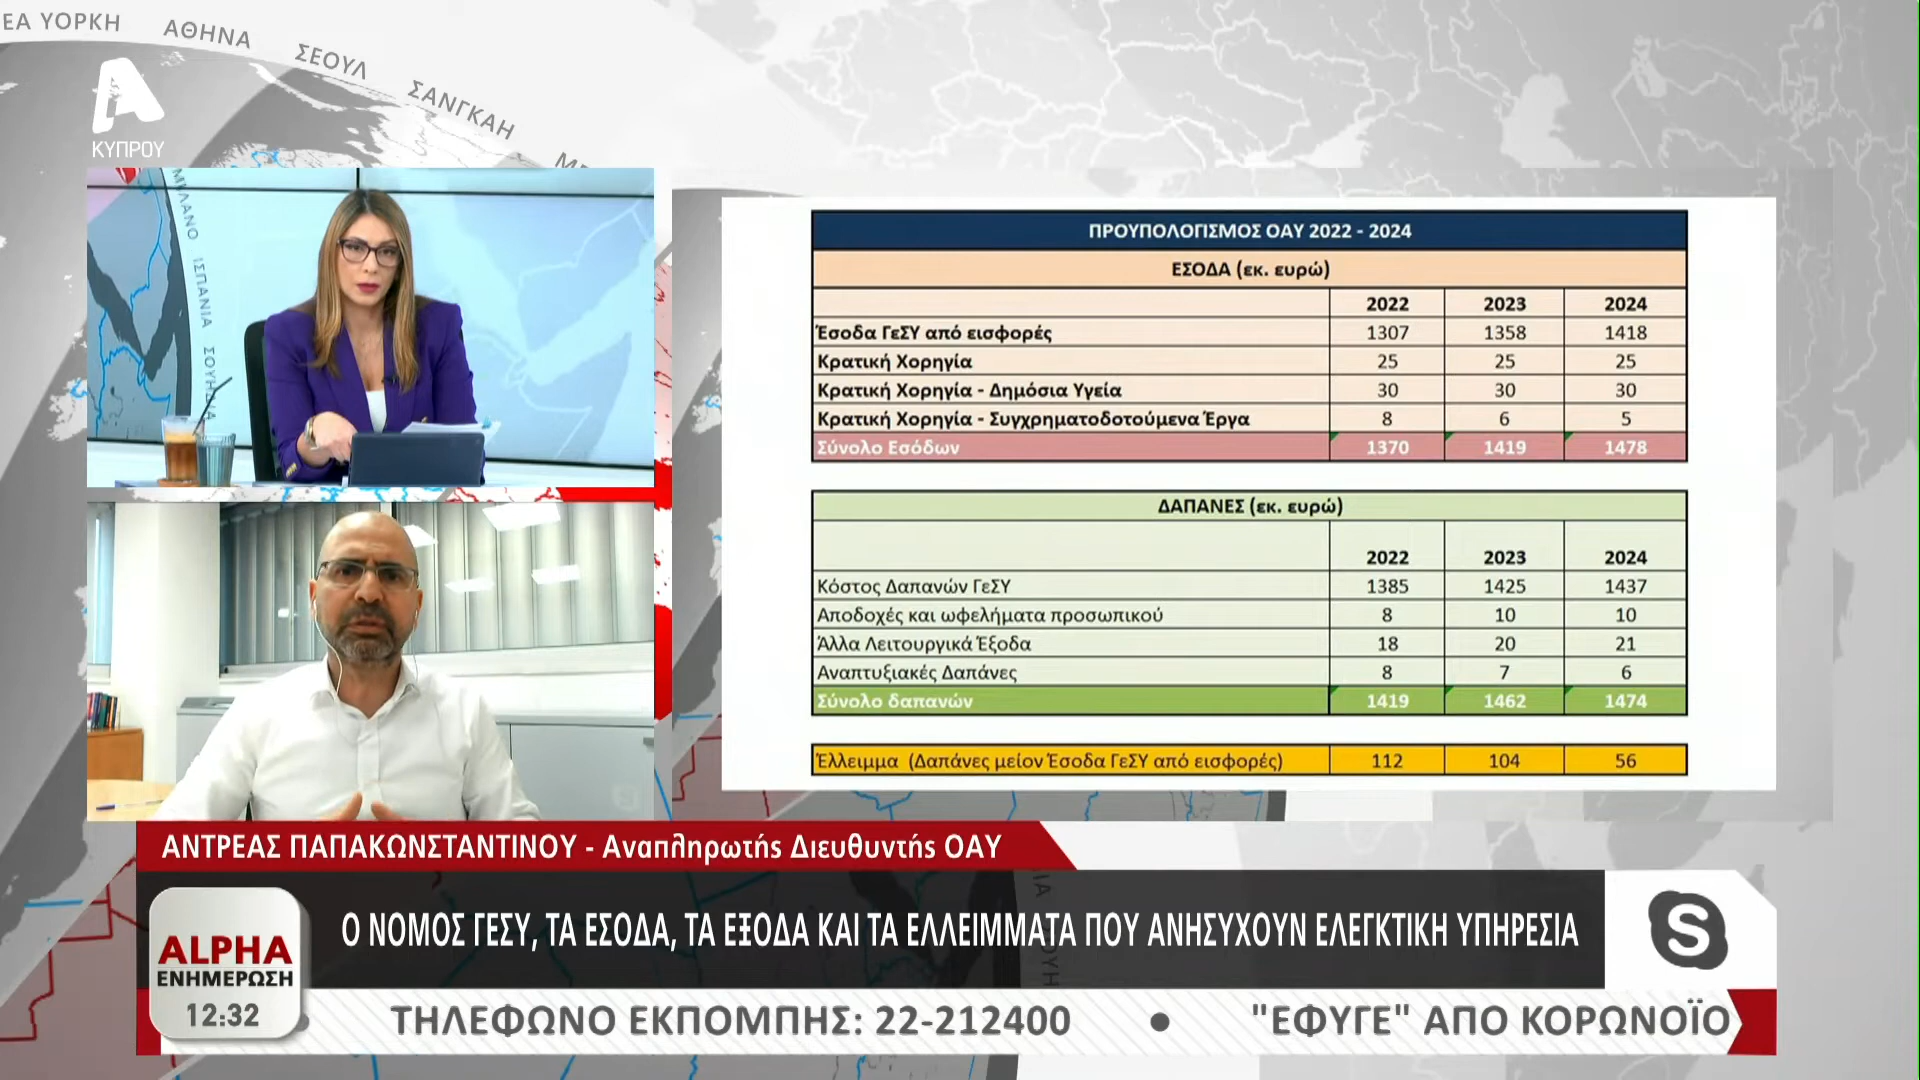 ΕΑ ΥΟΡΚΗ
ΑΘΗΝΑ
ΣΕΟΥΛ
ΣΑΝΓΚΑΗ
ΚΥΠΡΟΥ
ΜΙΛΑΝΟ
ΙΣΠΑΝΙΑ
ΣΟΥΗΔΙΑ
ΠΡΟΥΠΟΛΟΓΙΣΜΟΣ ΟΑΥ 2022 - 2024
ΕΣΟΔΑ (εκ. ευρώ)
2022 2023 2024
Έσοδα ΓεΣΥ από εισφορές 1307 1358 1418
Κρατική Χορηγία 25 25 25
Κρατική Χορηγία - Δημόσια Υγεία 30 30 30
Κρατική Χορηγία - Συγχρηματοδοτούμενα Έργα 8 6 5
Σύνολο Εσόδων 1370 1419 1478
ΔΑΠΑΝΕΣ (εκ. ευρώ)
2022 2023 2024
Κόστος Δαπανών ΓεΣΥ 1385 1425 1437
Αποδοχές και ωφελήματα προσωπικού 8 10 10
Άλλα Λειτουργικά Έξοδα 18 20 21
Αναπτυξιακές Δαπάνες 8 7 6
Σύνολο δαπανών 1419 1462 1474
Έλλειμμα (Δαπάνες μείον Έσοδα ΓεΣΥ από εισφορές) 112 104 56
ΑΝΤΡΕΑΣ ΠΑΠΑΚΩΝΣΤΑΝΤΙΝΟΥ - Αναπληρωτής Διευθυντής ΟΑΥ
Ο ΝΟΜΟΣ ΓΕΣΥ, ΤΑ ΕΣΟΔΑ, ΤΑ ΕΞΟΔΑ ΚΑΙ ΤΑ ΕΛΛΕΙΜΜΑΤΑ ΠΟΥ ΑΝΗΣΥΧΟΥΝ ΕΛΕΓΚΤΙΚΗ ΥΠΗΡΕΣΙΑ
S
ALPHA
ΕΝΗΜΕΡΩΣΗ
12:32
ΤΗΛΕΦΩΝΟ ΕΚΠΟΜΠΗΣ: 22-212400 • "ΕΦΥΓΕ" ΑΠΟ ΚΟΡΩΝΟΪΟ